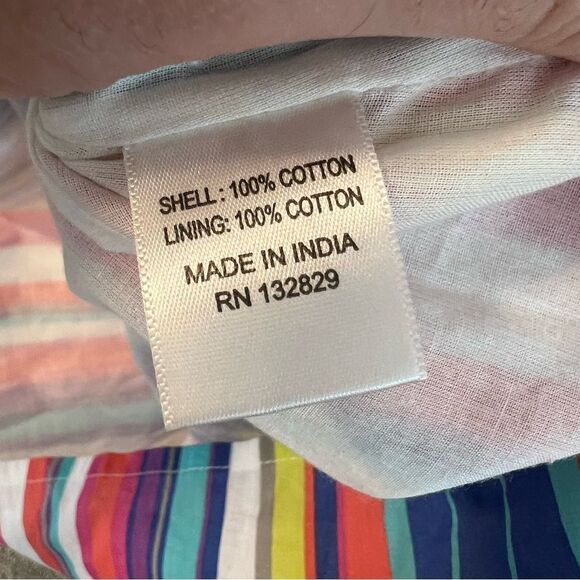 SHELL : 100% COTTON
LINING: 100% COTTON
MADE IN INDIA
RN 132829